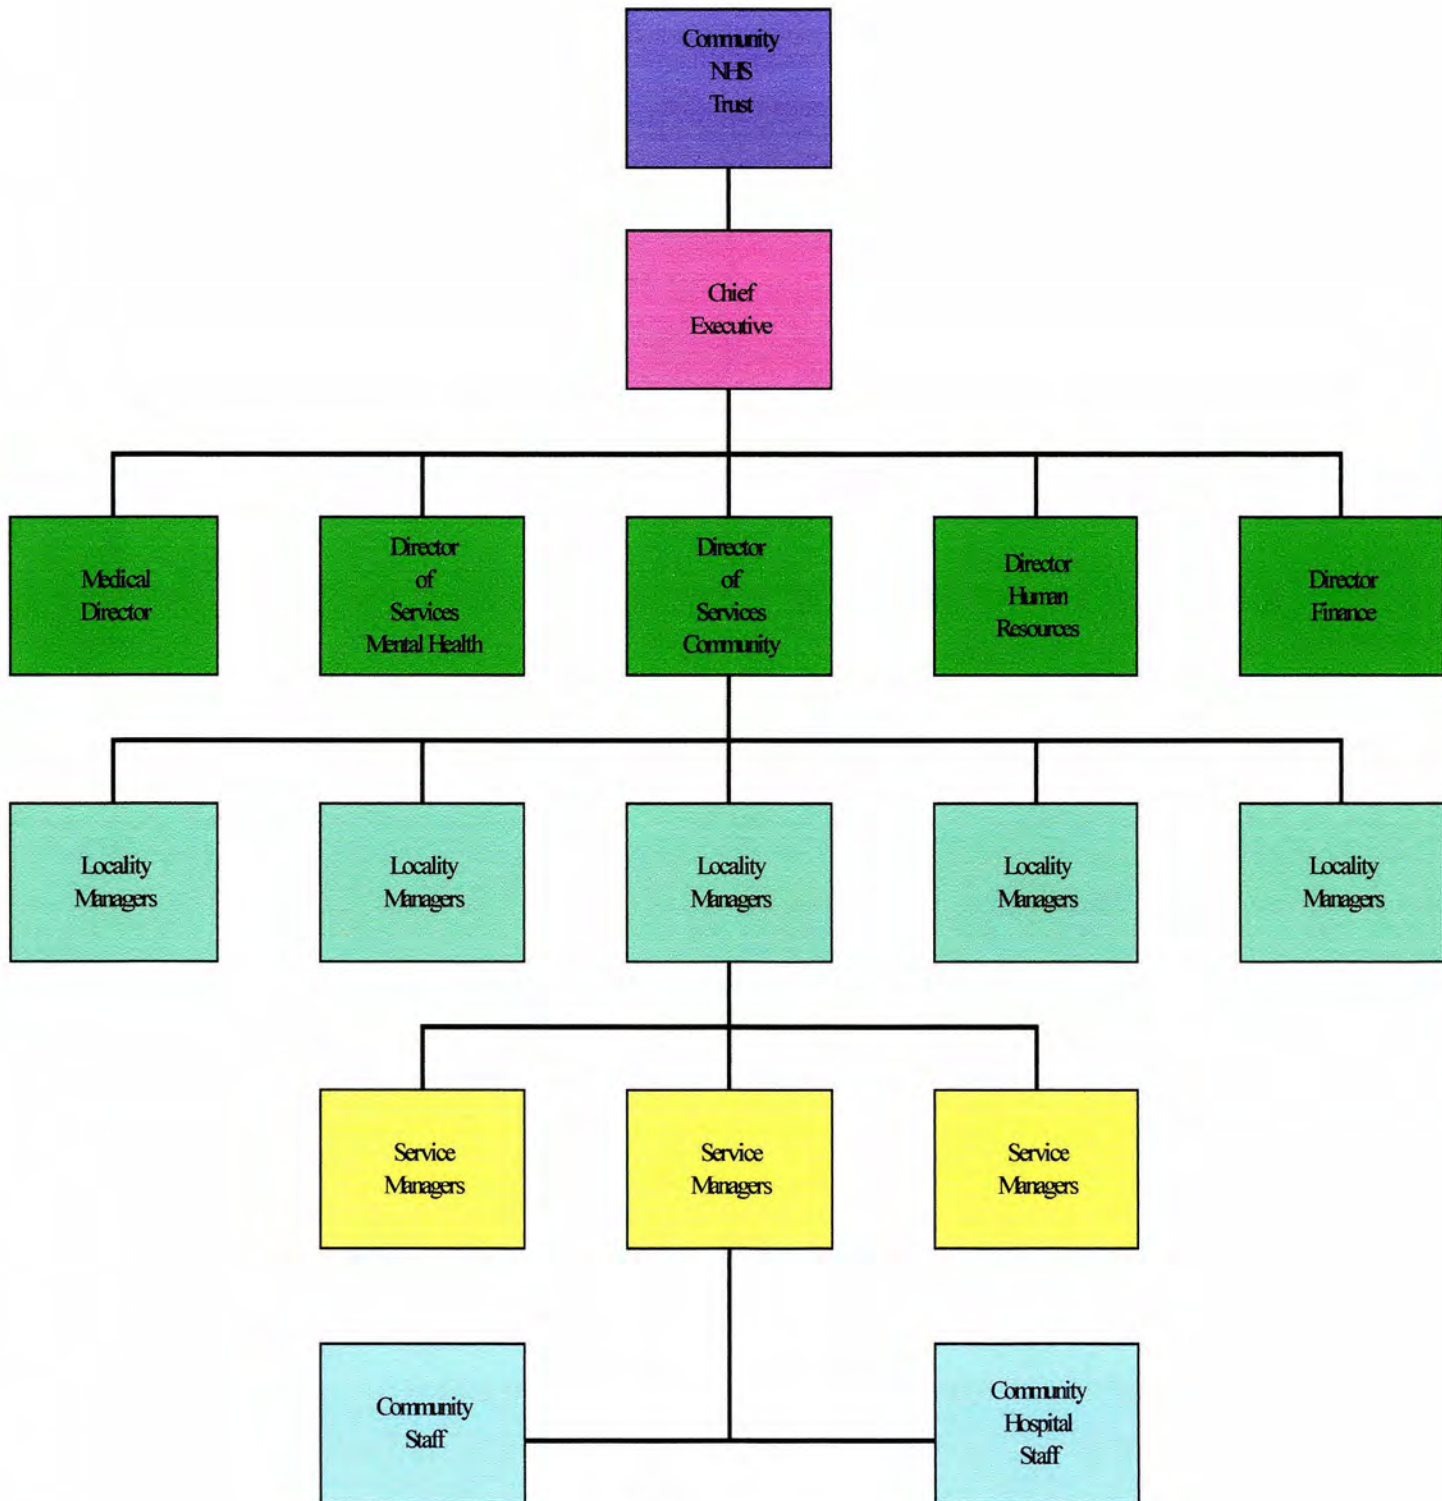 Community
NHS
Trust
Chief
Executive
Medical
Director
Director
of
Services
Mental Health
Director
of
Services
Community
Director
Human
Resources
Director
Finance
Locality
Managers
Locality
Managers
Locality
Managers
Locality
Managers
Locality
Managers
Service
Managers
Service
Managers
Service
Managers
Community
Staff
Community
Hospital
Staff